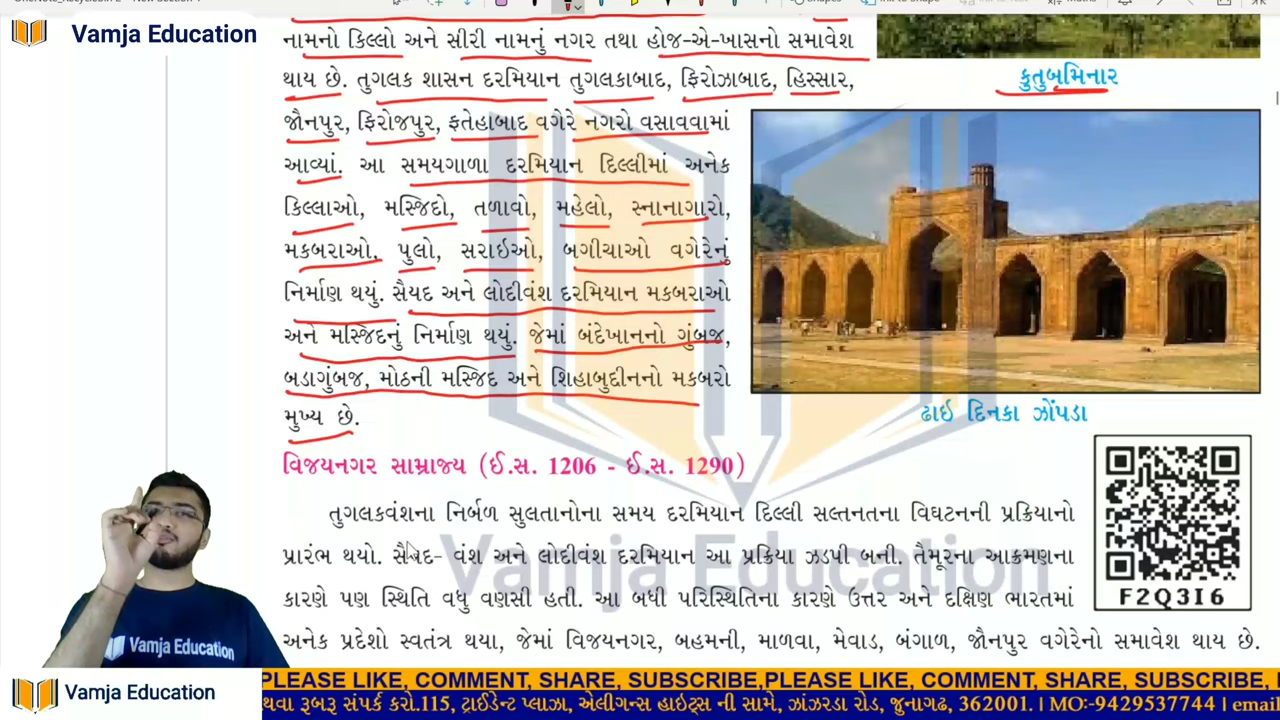 Vamja Education
નામનો કિલ્લો અને સીરી નામનું નગર તથા હોજ-એ-ખાસનો સમાવેશ
થાય છે. તુગલક શાસન દરમિયાન તુગલકાબાદ, ફિરોઝાબાદ, હિસ્સાર,
જૌનપુર, ફિરોજપુર, ફતેહાબાદ વગેરે નગરો વસાવવામાં
આવ્યાં. આ સમયગાળા દરમિયાન દિલ્લીમાં અનેક
કિલ્લાઓ, મસ્જિદો, તળાવો, મહેલો, સ્નાનાગારો,
મકબરાઓ, પુલો, સરાઇઓ, બગીચાઓ વગેરેનું
નિર્માણ થયું. સૈયદ અને લોદીવંશ દરમિયાન મકબરાઓ
અને મસ્જિદનું નિર્માણ થયું. જેમાં બંદેખાનનો ગુંબજ,
બડાગુંબજ, મોઠની મસ્જિદ અને શિહાબુદ્દીનનો મકબરો
મુખ્ય છે.
કુતુબમિનાર
ઢાઇ દિનકા ઝોંપડા
વિજયનગર સામ્રાજ્ય (ઈ.સ. 1206 - ઈ.સ. 1290)
તુગલકવંશના નિર્બળ સુલતાનોના સમય દરમિયાન દિલ્લી સલ્તનતના વિઘટનની પ્રક્રિયાનો
પ્રારંભ થયો. સૈયદ- વંશ અને લોદીવંશ દરમિયાન આ પ્રક્રિયા ઝડપી બની. તૈમૂરના આક્રમણના
કારણે પણ સ્થિતિ વધુ વણસી હતી. આ બધી પરિસ્થિતિના કારણે ઉત્તર અને દક્ષિણ ભારતમાં
અનેક પ્રદેશો સ્વતંત્ર થયા, જેમાં વિજયનગર, બહમની, માળવા, મેવાડ, બંગાળ, જૌનપુર વગેરેનો સમાવેશ થાય છે.
F2Q3I6
Vamja Education
Vamja Education
Vamja Education
PLEASE LIKE, COMMENT, SHARE, SUBSCRIBE,PLEASE LIKE, COMMENT, SHARE, SUBSCRIBE,
થવા રૂબરૂ સંપર્ક કરો.115, ટ્રાઈડેન્ટ પ્લાઝા, એલીગન્સ હાઇટ્સ ની સામે, ઝાંઝરડા રોડ, જુનાગઢ, 362001. | MO:-9429537744 | email